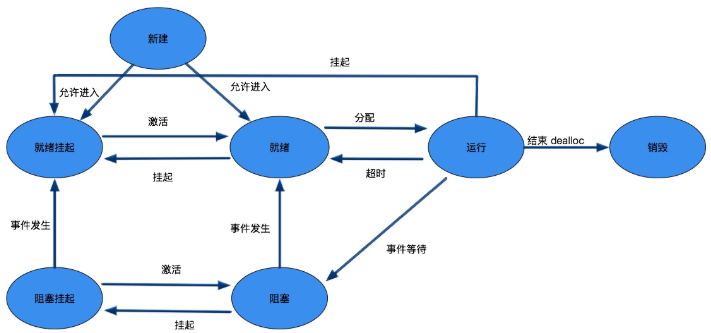 新建
挂起
允许进入
允许进入
激活
分配
就绪挂起
就绪
运行
结束 dealloc
销毁
挂起
超时
事件发生
事件发生
事件等待
激活
阻塞挂起
阻塞
挂起